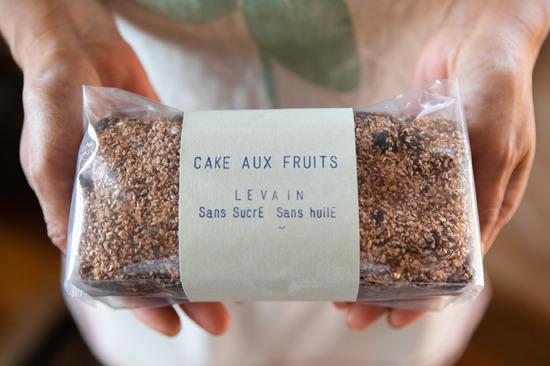 CAKE AUX FRUITS
LEVAIN
Sans SucrE Sans huilE